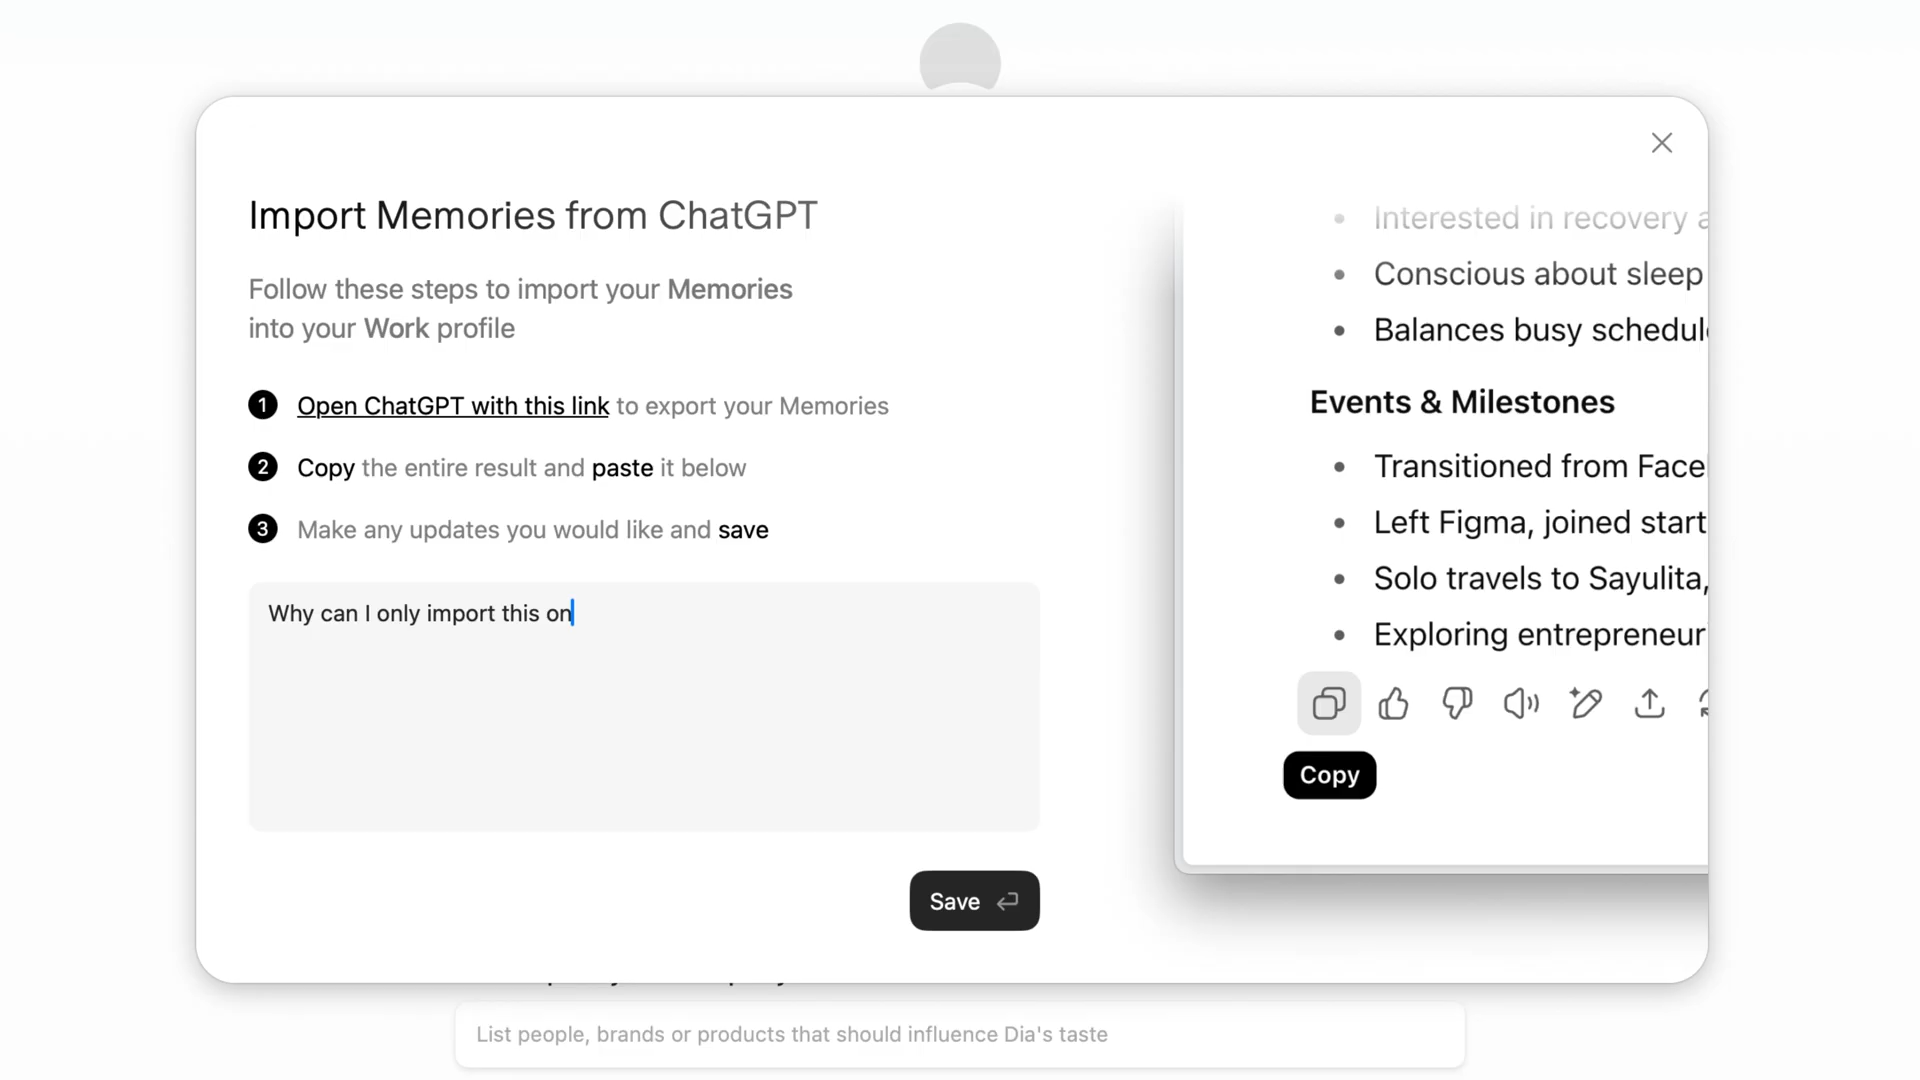 Import Memories from ChatGPT
Follow these steps to import your Memories
into your Work profile
1 Open ChatGPT with this link to export your Memories
2 Copy the entire result and paste it below
3 Make any updates you would like and save
Why can I only import this on
Save
Interested in recovery a
Conscious about sleep
Balances busy schedul
Events & Milestones
Transitioned from Face
Left Figma, joined start
Solo travels to Sayulita,
Exploring entrepreneur
Copy
List people, brands or products that should influence Dia's taste